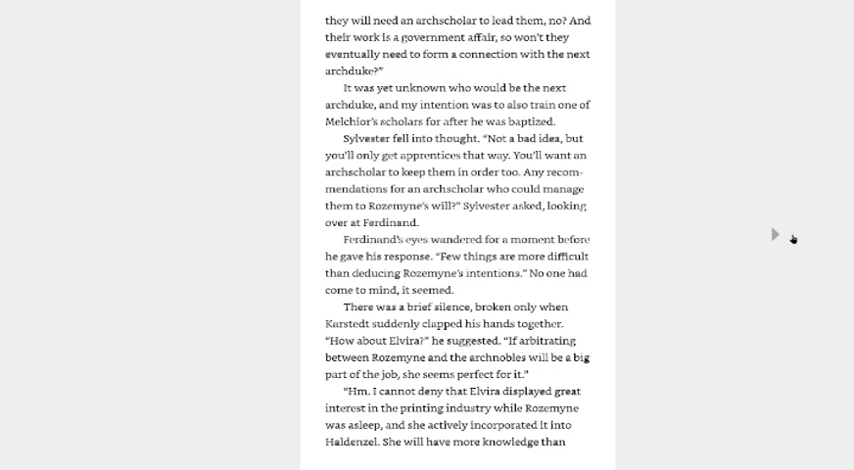 they will need an archscholar to lead them, no? And
their work is a government affair, so won't they
eventually need to form a connection with the next
archduke?"
It was yet unknown who would be the next
archduke, and my intention was to also train one of
Melchior's scholars for after he was baptized.
Sylvester fell into thought. "Not a bad idea, but
you'll only get apprentices that way. You'll want an
archscholar to keep them in order too. Any recom-
mendations for an archscholar who could manage
them to Rozemyne's will?" Sylvester asked, looking
over at Ferdinand.
Ferdinand's eyes wandered for a moment before
he gave his response. "Few things are more difficult
than deducing Rozemyne's intentions." No one had
come to mind, it seemed.
There was a brief silence, broken only when
Karstedt suddenly clapped his hands together.
"How about Elvira?" he suggested. "If arbitrating
between Rozemyne and the archnobles will be a big
part of the job, she seems perfect for it."
"Hm. I cannot deny that Elvira displayed great
interest in the printing industry while Rozemyne
was asleep, and she actively incorporated it into
Haldenzel. She will have more knowledge than